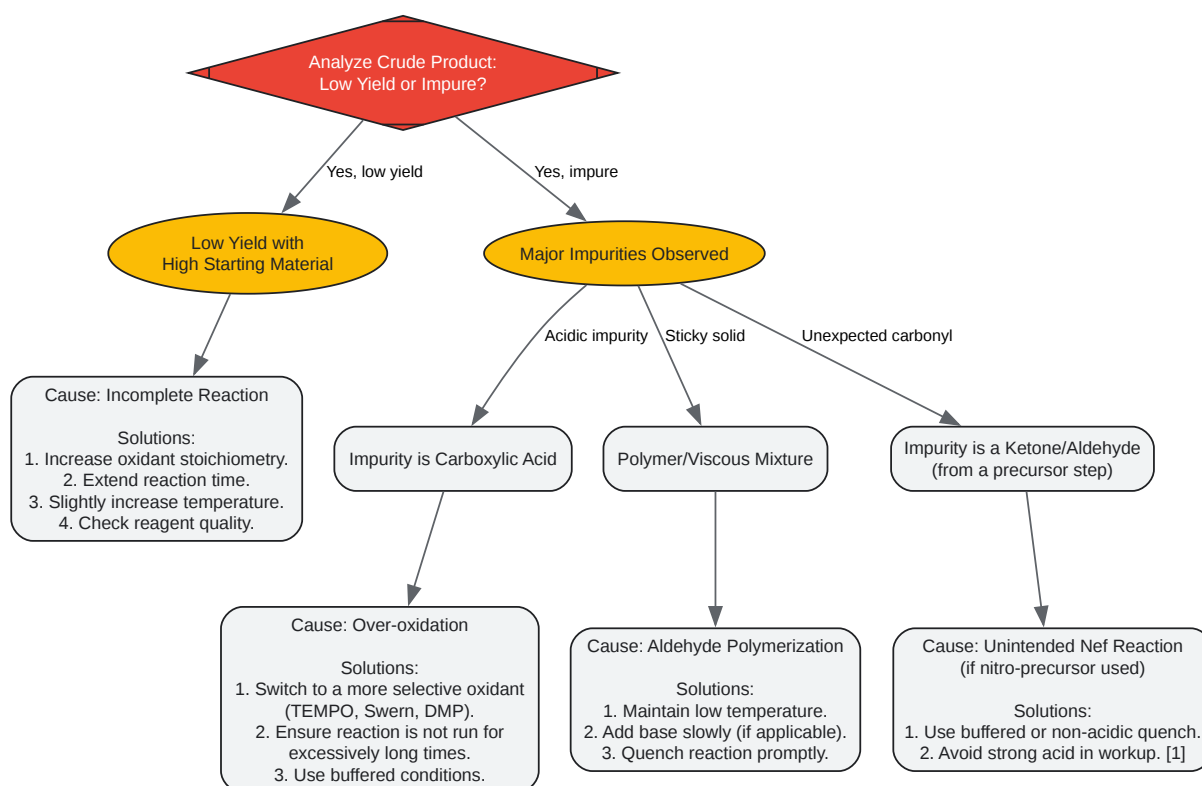 Analyze Crude Product:
Low Yield or Impure?
Yes, low yield
Yes, impure
Low Yield with
High Starting Material
Major Impurities Observed
Acidic impurity
Sticky solid
Unexpected carbonyl
Cause: Incomplete Reaction
Solutions:
1. Increase oxidant stoichiometry.
2. Extend reaction time.
3. Slightly increase temperature.
4. Check reagent quality.
Impurity is Carboxylic Acid
Polymer/Viscous Mixture
Impurity is a Ketone/Aldehyde
(from a precursor step)
Cause: Over-oxidation
Solutions:
1. Switch to a more selective oxidant
(TEMPO, Swern, DMP).
2. Ensure reaction is not run for
excessively long times.
3. Use buffered conditions.
Cause: Aldehyde Polymerization
Solutions:
1. Maintain low temperature.
2. Add base slowly (if applicable).
3. Quench reaction promptly.
Cause: Unintended Nef Reaction
(if nitro-precursor used)
Solutions:
1. Use buffered or non-acidic quench.
2. Avoid strong acid in workup. [1]